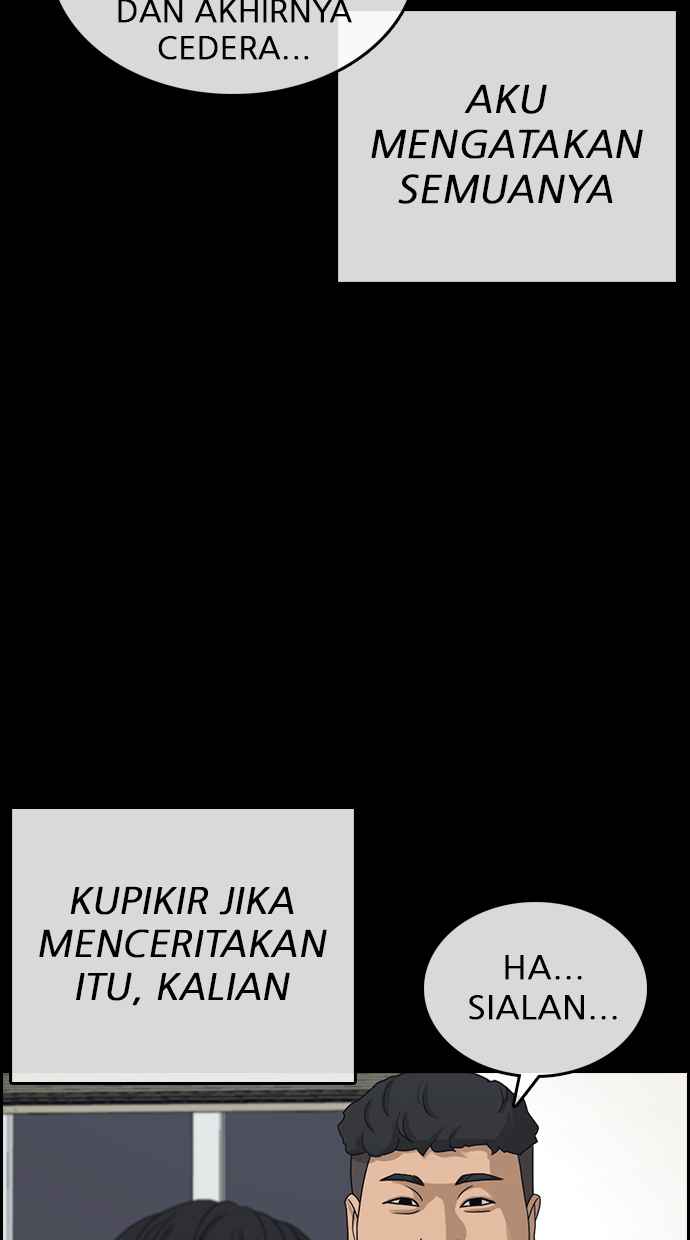 DAN AKHIRNYA
CEDERA...
AKU
MENGATAKAN
SEMUANYA
KUPIKIR JIKA
MENCERITAKAN
ITU, KALIAN
HA...
SIALAN...